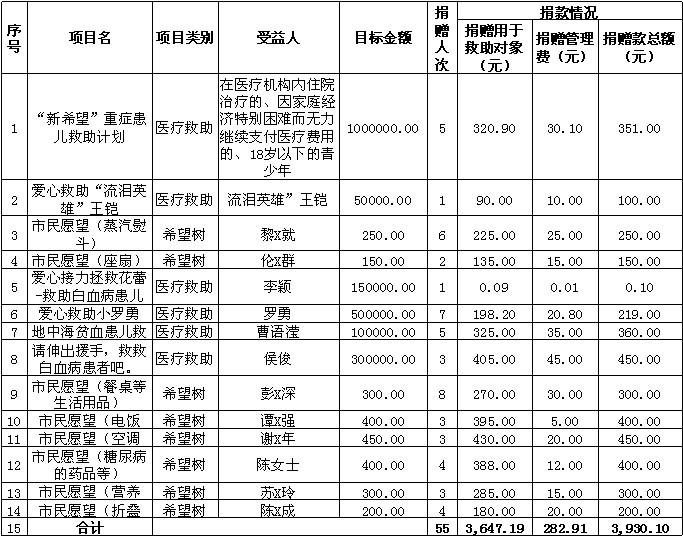 序号 项目名 项目类别 受益人 目标金额 捐赠人次 捐款情况
捐赠用于救助对象（元） 捐赠管理费（元） 捐赠款总额（元）
1 “新希望”重症患儿救助计划 医疗救助 在医疗机构内住院治疗的、因家庭经济特别困难而无力继续支付医疗费用的、18岁以下的青少年 1000000.00 5 320.90 30.10 351.00
2 爱心救助“流泪英雄”王铠 医疗救助 流泪英雄”王铠 50000.00 1 90.00 10.00 100.00
3 市民愿望（蒸汽熨斗） 希望树 黎x就 250.00 6 225.00 25.00 250.00
4 市民愿望（座扇） 希望树 伦x群 150.00 2 135.00 15.00 150.00
5 爱心接力拯救花蕾-救助白血病患儿 医疗救助 李颖 150000.00 1 0.09 0.01 0.10
6 爱心救助小罗勇 医疗救助 罗勇 500000.00 7 198.20 20.80 219.00
7 地中海贫血患儿救 医疗救助 曹语滢 100000.00 5 325.00 35.00 360.00
8 请伸出援手，救救白血病患者吧。 医疗救助 侯俊 300000.00 3 405.00 45.00 450.00
9 市民愿望（餐桌等生活用品） 希望树 彭x深 300.00 8 270.00 30.00 300.00
10 市民愿望（电饭 希望树 谭x强 400.00 3 395.00 5.00 400.00
11 市民愿望（空调 希望树 谢x年 450.00 3 430.00 20.00 450.00
12 市民愿望（糖尿病的药品等） 希望树 陈女士 400.00 4 388.00 12.00 400.00
13 市民愿望（营养 希望树 苏x玲 300.00 3 285.00 15.00 300.00
14 市民愿望（折叠 希望树 陈x成 200.00 4 180.00 20.00 200.00
15 合计 55 3,647.19 282.91 3,930.10